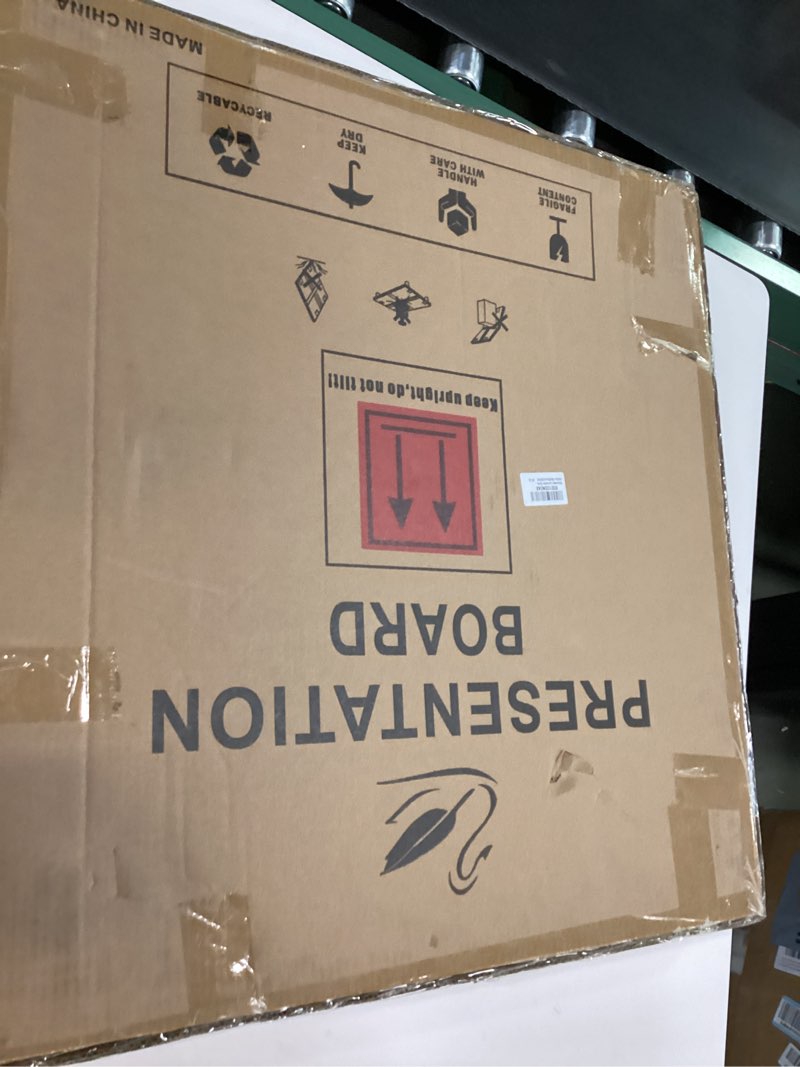 PRESENTATION
BOARD
Keep upright,do not tilt!
FRAGILE
CONTENT
HANDLE
WITH CARE
KEEP
DRY
RECYCABLE
MADE IN CHINA